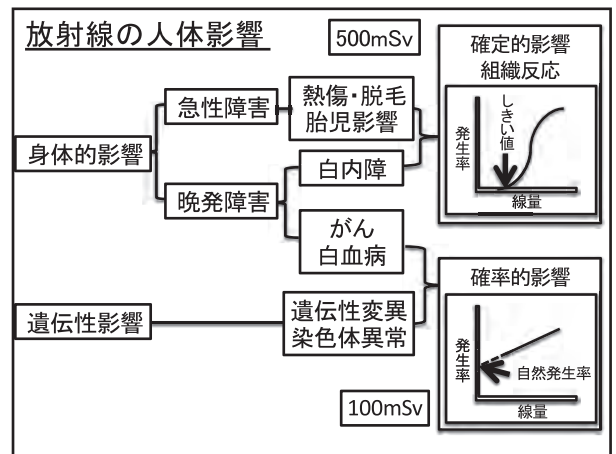 放射線の人体影響
500mSv
確定的影響
組織反応
しきい値
発生率
線量
急性障害
熱傷・脱毛
胎児影響
身体的影響
白内障
晩発障害
がん
白血病
確率的影響
発生率
自然発生率
線量
遺伝性影響
遺伝性変異
染色体異常
100mSv